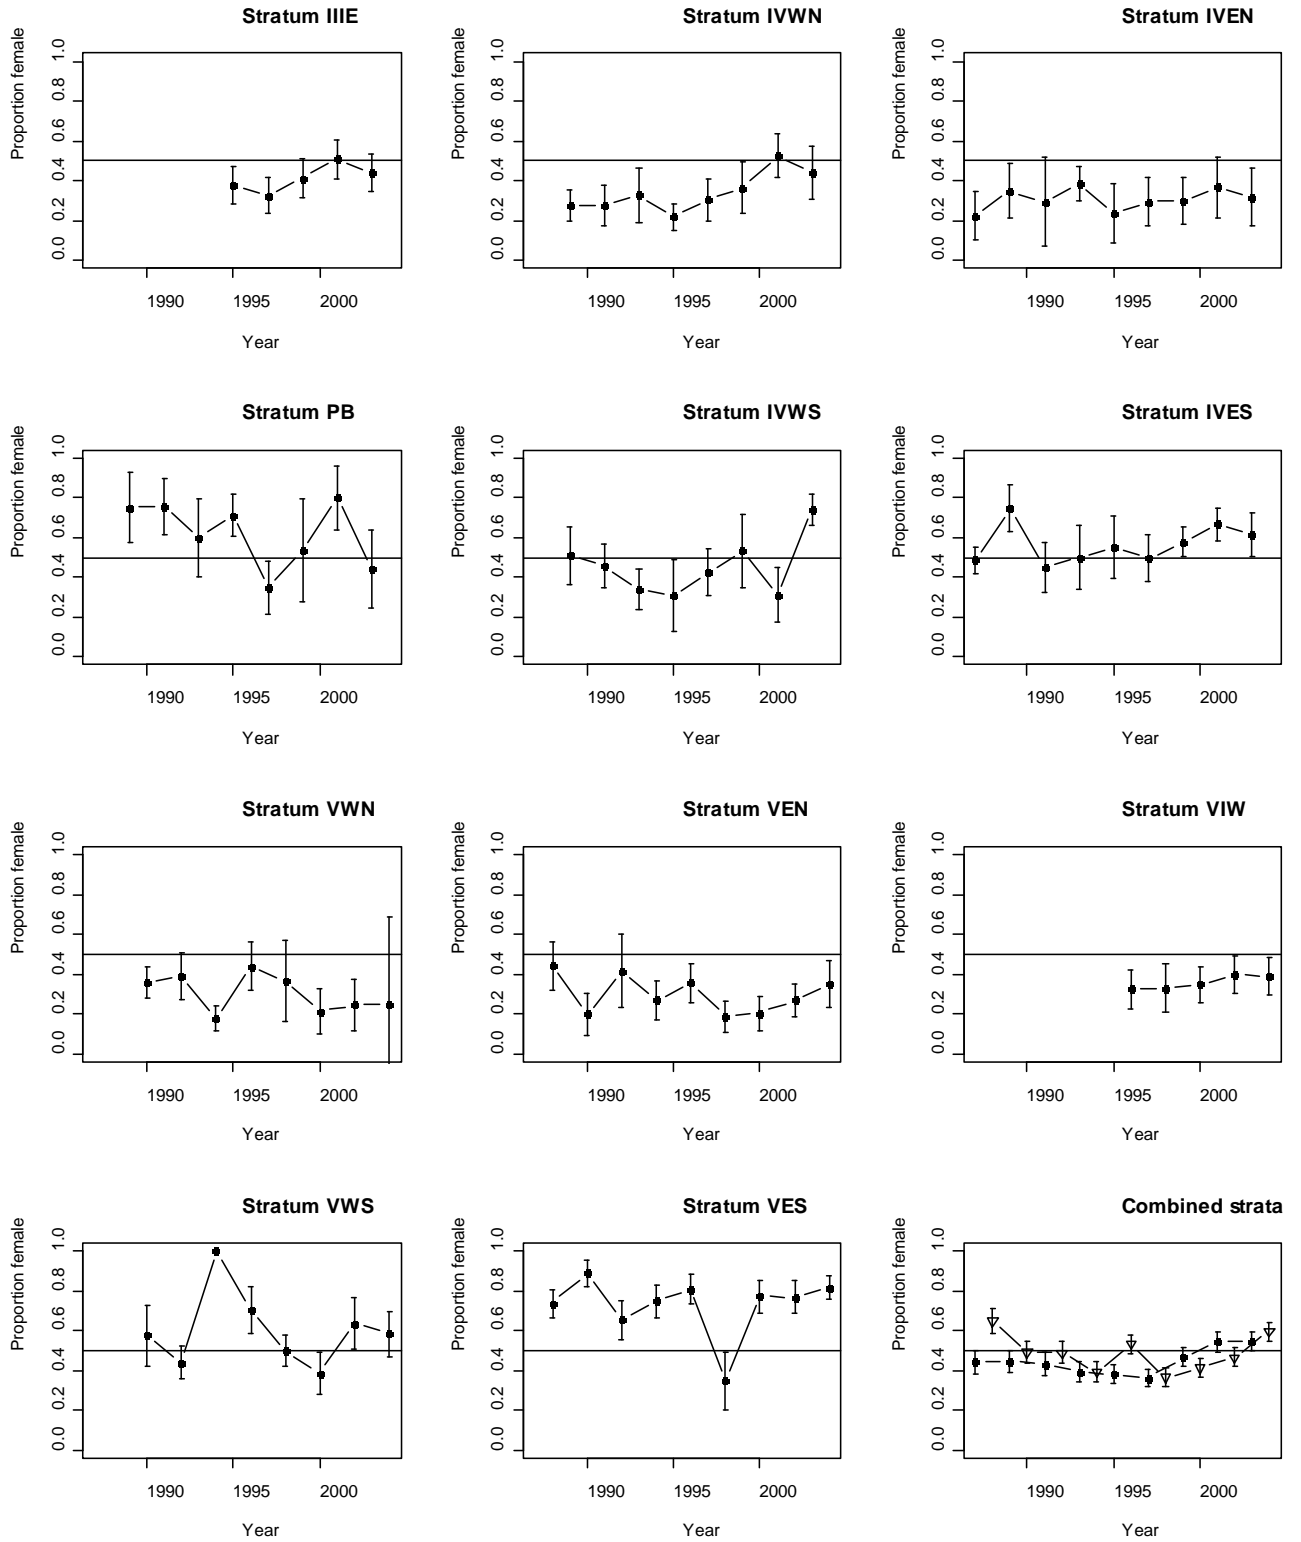 Stratum IIIE
Proportion female
0.0 0.2 0.4 0.6 0.8 1.0
1990 1995 2000
Year
Stratum IVWN
Proportion female
0.0 0.2 0.4 0.6 0.8 1.0
1990 1995 2000
Year
Stratum IVEN
Proportion female
0.0 0.2 0.4 0.6 0.8 1.0
1990 1995 2000
Year
Stratum PB
Proportion female
0.0 0.2 0.4 0.6 0.8 1.0
1990 1995 2000
Year
Stratum IVWS
Proportion female
0.0 0.2 0.4 0.6 0.8 1.0
1990 1995 2000
Year
Stratum IVES
Proportion female
0.0 0.2 0.4 0.6 0.8 1.0
1990 1995 2000
Year
Stratum VWN
Proportion female
0.0 0.2 0.4 0.6 0.8 1.0
1990 1995 2000
Year
Stratum VEN
Proportion female
0.0 0.2 0.4 0.6 0.8 1.0
1990 1995 2000
Year
Stratum VIW
Proportion female
0.0 0.2 0.4 0.6 0.8 1.0
1990 1995 2000
Year
Stratum VWS
Proportion female
0.0 0.2 0.4 0.6 0.8 1.0
1990 1995 2000
Year
Stratum VES
Proportion female
0.0 0.2 0.4 0.6 0.8 1.0
1990 1995 2000
Year
Combined strata
Proportion female
0.0 0.2 0.4 0.6 0.8 1.0
1990 1995 2000
Year